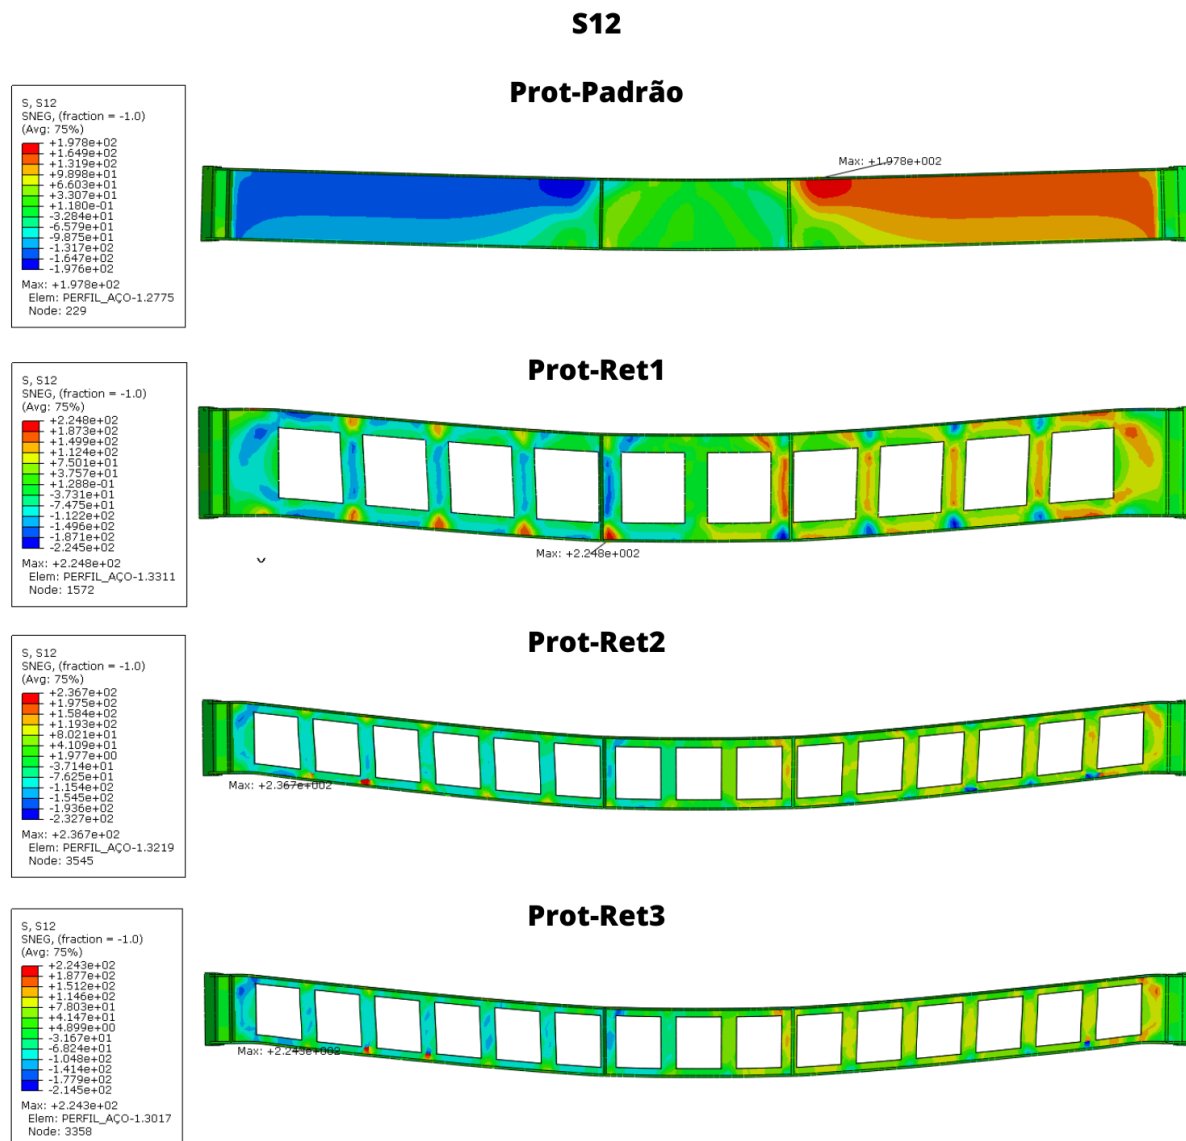 S12
Prot-Padrão
S, S12
SNEG, (fraction = -1.0)
(Avg: 75%)
+1.978e+02
+1.649e+02
+1.319e+02
+9.898e+01
+6.603e+01
+3.307e+01
+1.180e-01
-3.284e+01
-6.579e+01
-9.875e+01
-1.317e+02
-1.647e+02
-1.976e+02
Max: +1.978e+02
Elem: PERFIL_AÇO-1.2775
Node: 229
Max: +1.978e+002
Prot-Ret1
S, S12
SNEG, (fraction = -1.0)
(Avg: 75%)
+2.248e+02
+1.873e+02
+1.499e+02
+1.124e+02
+7.501e+01
+3.757e+01
+1.288e-01
-3.731e+01
-7.475e+01
-1.122e+02
-1.496e+02
-1.871e+02
-2.245e+02
Max: +2.248e+02
Elem: PERFIL_AÇO-1.3311
Node: 1572
Max: +2.248e+002
Prot-Ret2
S, S12
SNEG, (fraction = -1.0)
(Avg: 75%)
+2.367e+02
+1.975e+02
+1.584e+02
+1.193e+02
+8.021e+01
+4.109e+01
+1.977e+00
-3.714e+01
-7.625e+01
-1.154e+02
-1.545e+02
-1.936e+02
-2.327e+02
Max: +2.367e+02
Elem: PERFIL_AÇO-1.3219
Node: 3545
Max: +2.367e+002
Prot-Ret3
S, S12
SNEG, (fraction = -1.0)
(Avg: 75%)
+2.243e+02
+1.877e+02
+1.512e+02
+1.146e+02
+7.803e+01
+4.147e+01
+4.899e+00
-3.167e+01
-6.824e+01
-1.048e+02
-1.414e+02
-1.779e+02
-2.145e+02
Max: +2.243e+02
Elem: PERFIL_AÇO-1.3017
Node: 3358
Max: +2.243e+002